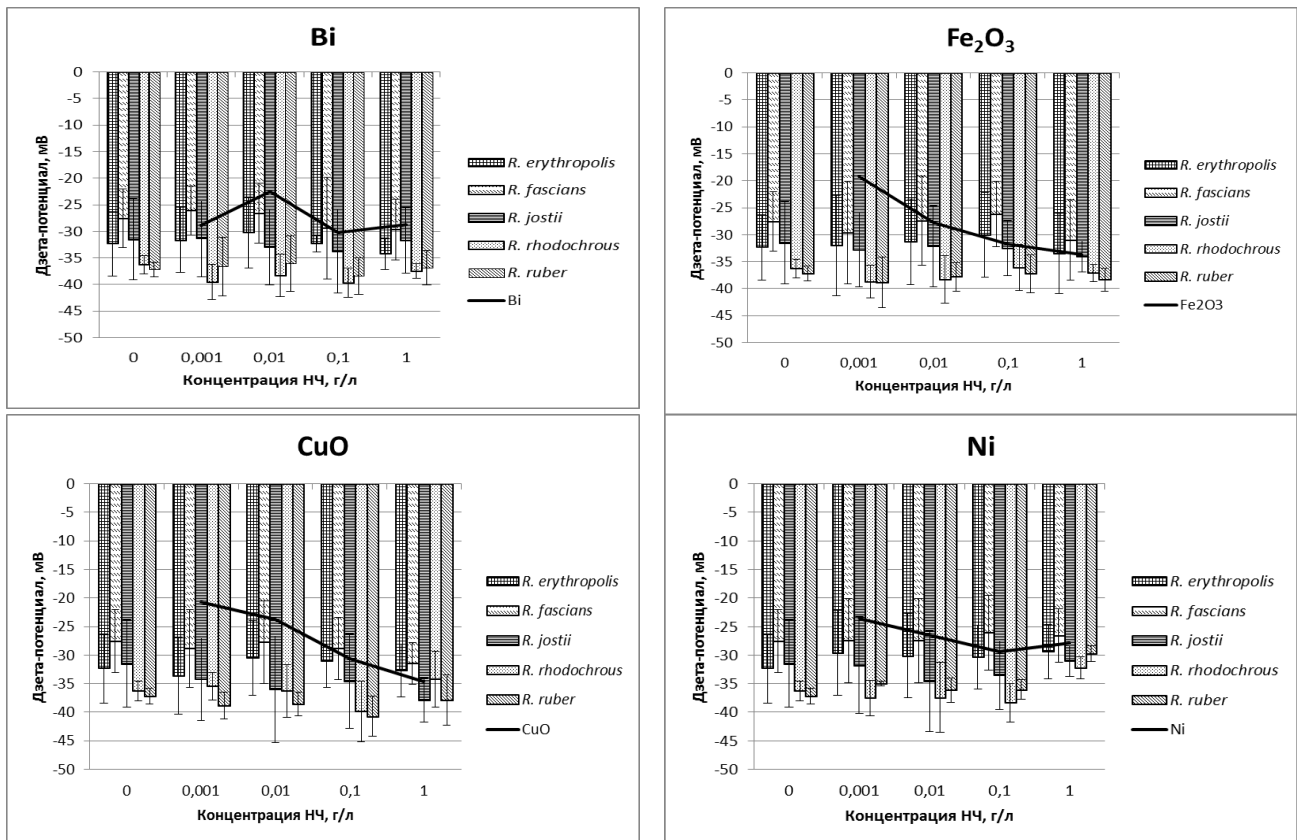 Bi
0
-5
-10
-15
-20
-25
-30
-35
-40
-45
-50
Дзета-потенциал, мВ
0 0,001 0,01 0,1 1
Концентрация НЧ, г/л
R. erythropolis
R. fascians
R. jostii
R. rhodochrous
R. ruber
Bi
Fe₂O₃
0
-5
-10
-15
-20
-25
-30
-35
-40
-45
-50
Дзета-потенциал, мВ
0 0,001 0,01 0,1 1
Концентрация НЧ, г/л
R. erythropolis
R. fascians
R. jostii
R. rhodochrous
R. ruber
Fe2O3
CuO
0
-5
-10
-15
-20
-25
-30
-35
-40
-45
-50
Дзета-потенциал, мВ
0 0,001 0,01 0,1 1
Концентрация НЧ, г/л
R. erythropolis
R. fascians
R. jostii
R. rhodochrous
R. ruber
CuO
Ni
0
-5
-10
-15
-20
-25
-30
-35
-40
-45
-50
Дзета-потенциал, мВ
0 0,001 0,01 0,1 1
Концентрация НЧ, г/л
R. erythropolis
R. fascians
R. jostii
R. rhodochrous
R. ruber
Ni